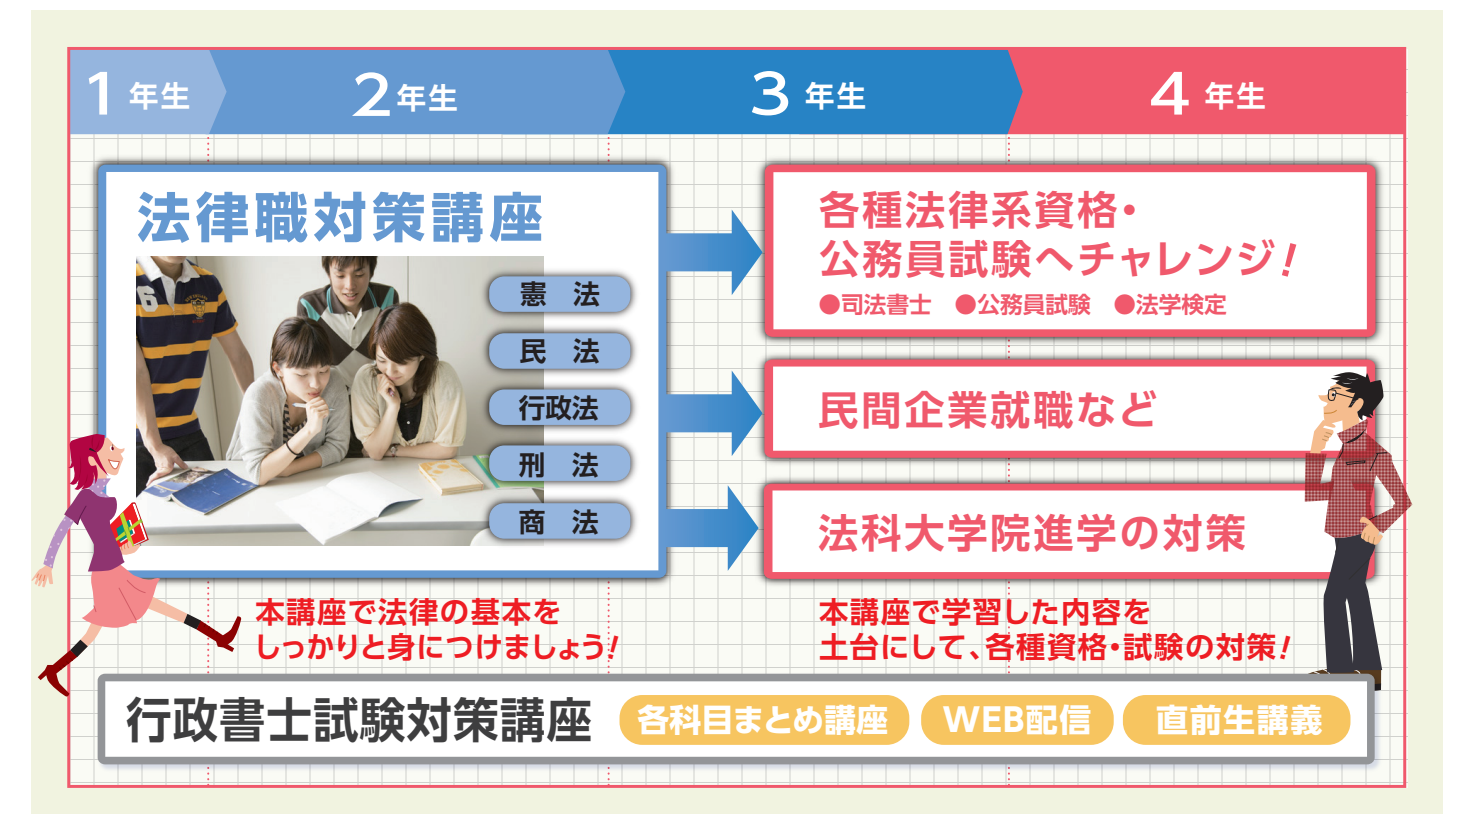 1年生
2年生
3年生
4年生
法律職対策講座
憲 法
民 法
行政法
刑 法
商 法
各種法律系資格・
公務員試験へチャレンジ!
●司法書士 ●公務員試験 ●法学検定
民間企業就職など
法科大学院進学の対策
本講座で法律の基本を
しっかりと身につけましょう!
本講座で学習した内容を
土台にして、各種資格・試験の対策!
行政書士試験対策講座
各科目まとめ講座
WEB配信
直前生講義